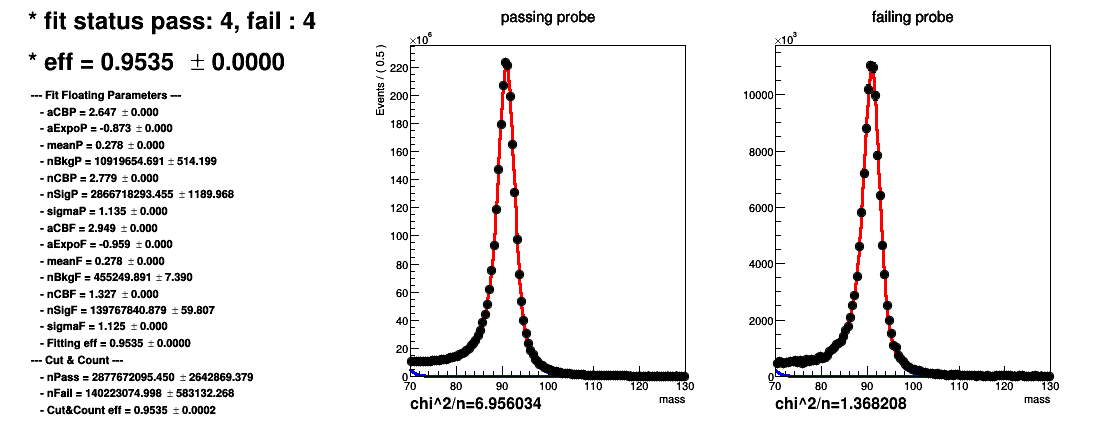 * fit status pass: 4, fail : 4
* eff = 0.9535 ± 0.0000
--- Fit Floating Parameters ---
- aCBP = 2.647 ± 0.000
- aExpoP = -0.873 ± 0.000
- meanP = 0.278 ± 0.000
- nBkgP = 10919654.691 ± 514.199
- nCBP = 2.779 ± 0.000
- nSigP = 2866718293.455 ± 1189.968
- sigmaP = 1.135 ± 0.000
- aCBF = 2.949 ± 0.000
- aExpoF = -0.959 ± 0.000
- meanF = 0.278 ± 0.000
- nBkgF = 455249.891 ± 7.390
- nCBF = 1.327 ± 0.000
- nSigF = 139767840.879 ± 59.807
- sigmaF = 1.125 ± 0.000
- Fitting eff = 0.9535 ± 0.0000
--- Cut & Count ---
- nPass = 2877672095.450 ± 2642869.379
- nFail = 140223074.998 ± 583132.268
- Cut&Count eff = 0.9535 ± 0.0002
passing probe
×10^6
Events / ( 0.5 )
220
200
180
160
140
120
100
80
60
40
20
0
70 80 90 100 110 120 130
mass
chi^2/n=6.956034
failing probe
×10^3
10000
8000
6000
4000
2000
0
70 80 90 100 110 120 130
mass
chi^2/n=1.368208